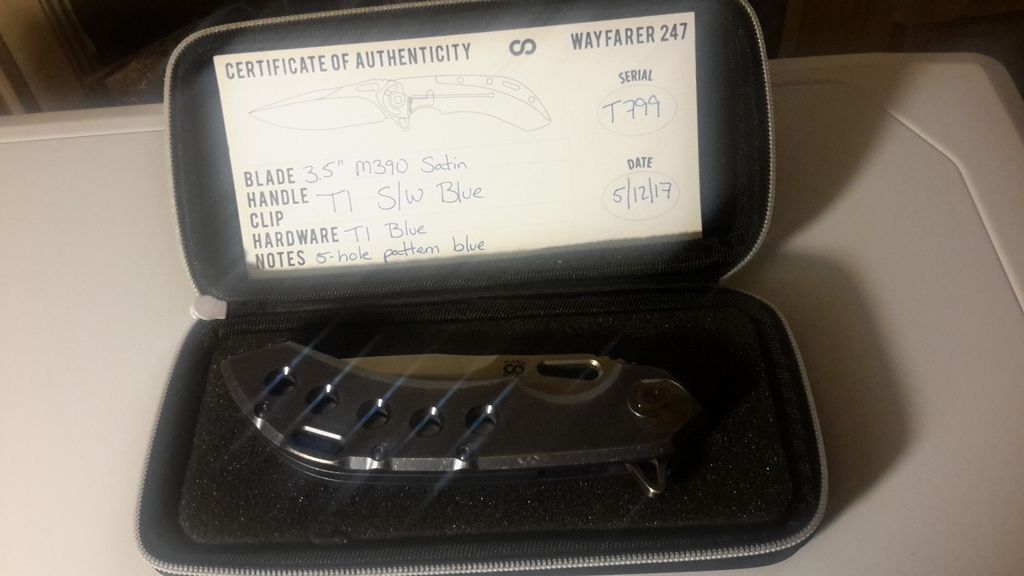 CERTIFICATE OF AUTHENTICITY
WAYFARER 247
SERIAL
T799
BLADE 3.5" M390 Satin
HANDLE TI S/W Blue
CLIP
HARDWARE TI Blue
NOTES 5-hole pattern blue
DATE
5/12/17